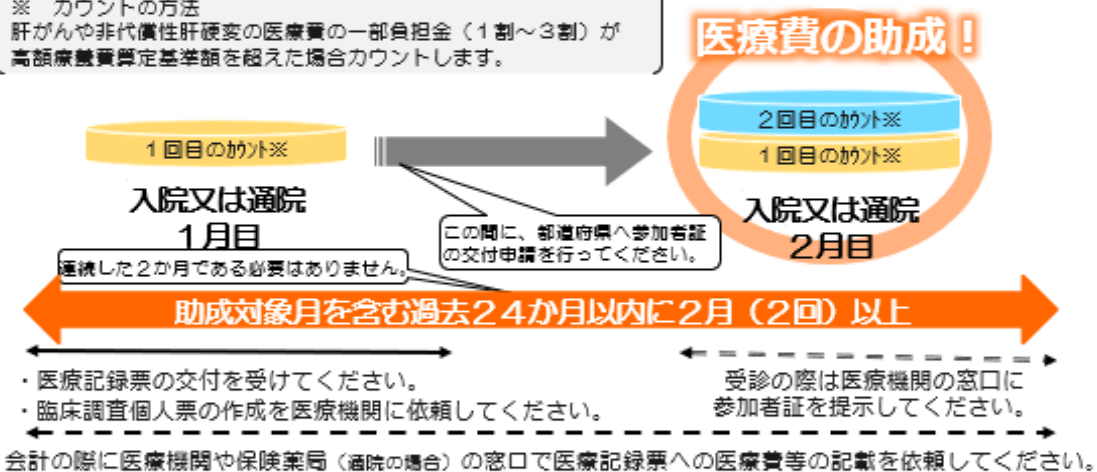 ※　カウントの方法
肝がんや非代償性肝硬変の医療費の一部負担金（１割～３割）が
高額療養費算定基準額を超えた場合カウントします。
医療費の助成！
２回目のｶｳﾝﾄ※
１回目のｶｳﾝﾄ※
１回目のｶｳﾝﾄ※
入院又は通院
１月目
入院又は通院
２月目
この間に、都道府県へ参加者証
の交付申請を行ってください。
連続した２か月である必要はありません。
助成対象月を含む過去２４か月以内に２月（２回）以上
・医療記録票の交付を受けてください。
・臨床調査個人票の作成を医療機関に依頼してください。
受診の際は医療機関の窓口に
参加者証を提示してください。
会計の際に医療機関や保険薬局（通院の場合）の窓口で医療記録票への医療費等の記載を依頼してください。